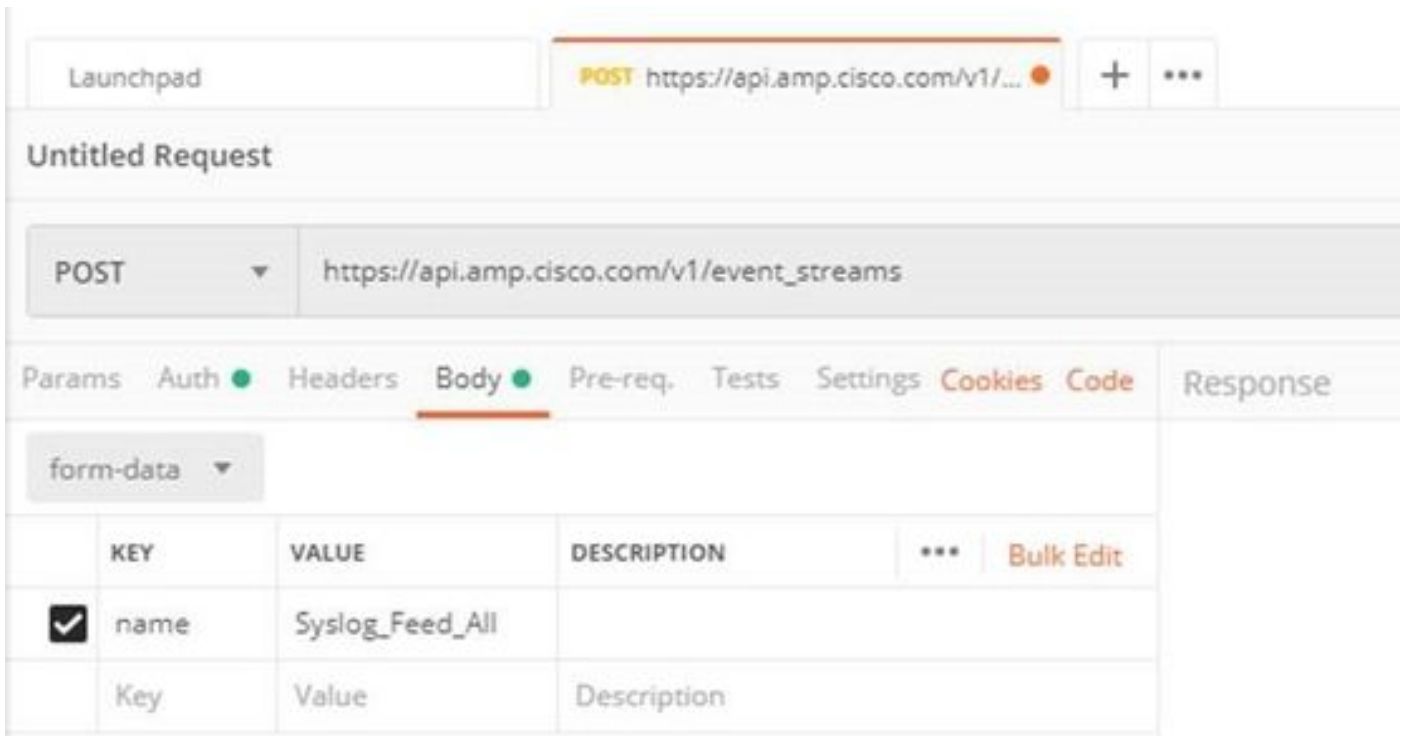 Launchpad
POST https://api.amp.cisco.com/v1/... + •••
Untitled Request
POST https://api.amp.cisco.com/v1/event_streams
Params Auth Headers Body Pre-req. Tests Settings Cookies Code Response
form-data
KEY VALUE DESCRIPTION ••• Bulk Edit
name Syslog_Feed_All
Key Value Description